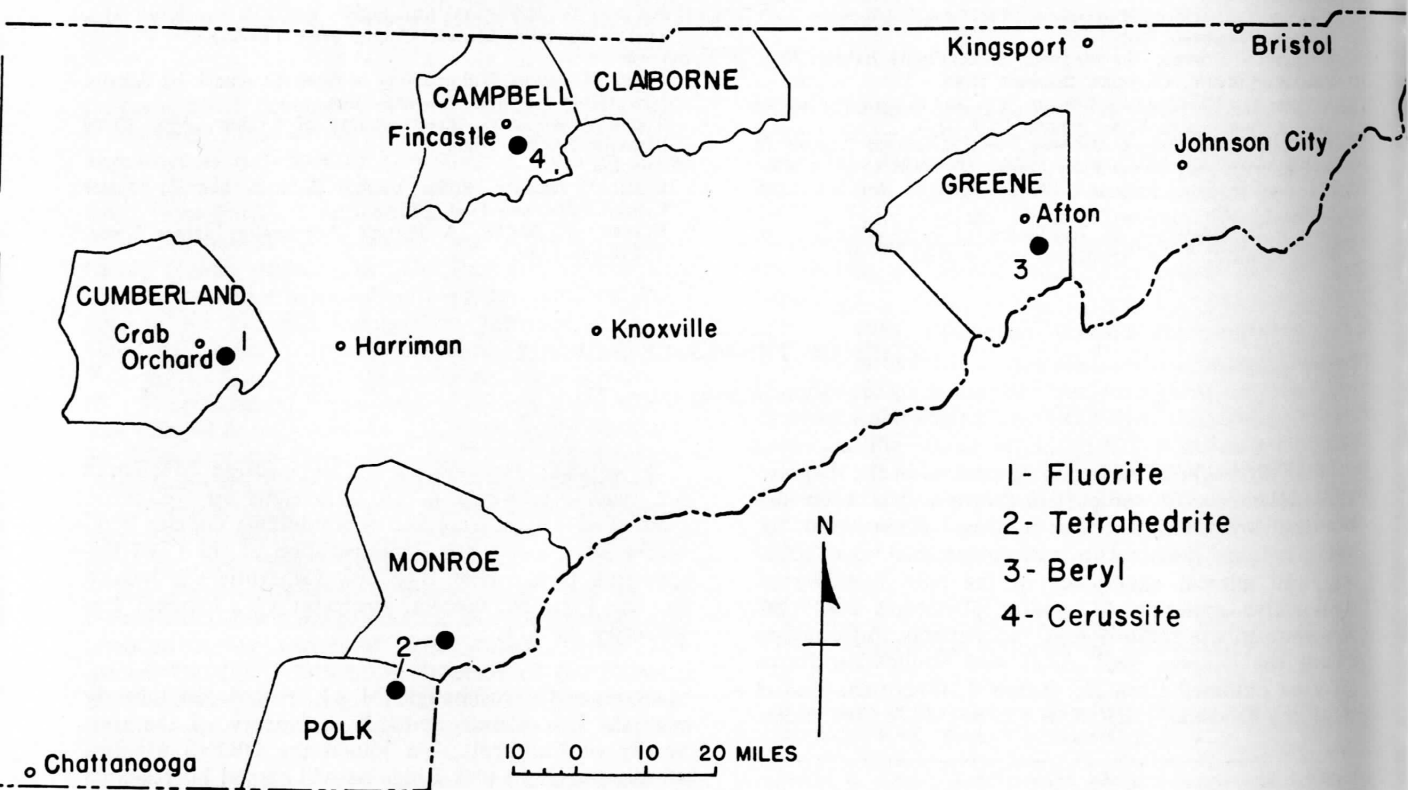 Kingsport
Bristol
CLAIBORNE
CAMPBELL
Fincastle
4
Johnson City
GREENE
Afton
3
CUMBERLAND
Crab
Orchard
1
Harriman
Knoxville
1- Fluorite
2- Tetrahedrite
3- Beryl
4- Cerussite
N
MONROE
2
POLK
10 0 10 20 MILES
Chattanooga